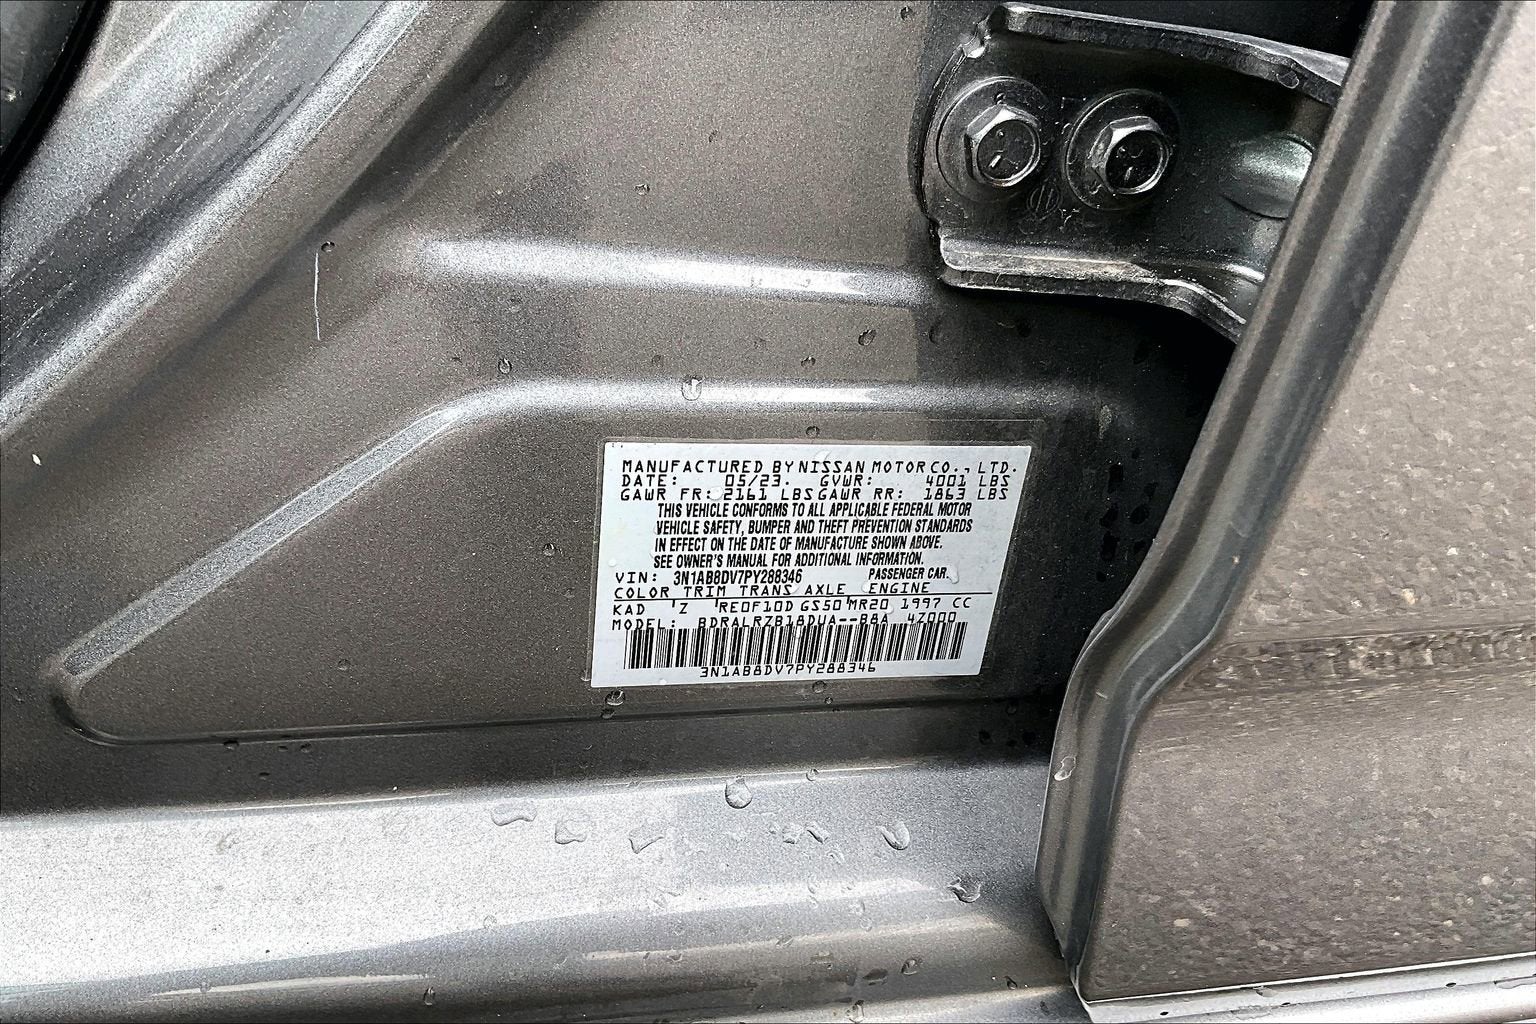 MANUFACTURED BY NISSAN MOTOR CO., LTD.
DATE: 05/23. GVWR: 4001 LBS
GAWR FR: 2161 LBS GAWR RR: 1863 LBS
THIS VEHICLE CONFORMS TO ALL APPLICABLE FEDERAL MOTOR
VEHICLE SAFETY, BUMPER AND THEFT PREVENTION STANDARDS
IN EFFECT ON THE DATE OF MANUFACTURE SHOWN ABOVE.
SEE OWNER'S MANUAL FOR ADDITIONAL INFORMATION.
VIN: 3N1AB8DV7PY288346 PASSENGER CAR.
COLOR TRIM TRANS AXLE ENGINE
KAD Z RE0F10D GS50 MR20 1997 CC
MODEL: BDRALRZB18DUA--B8A 4Z000
3N1AB8DV7PY288346